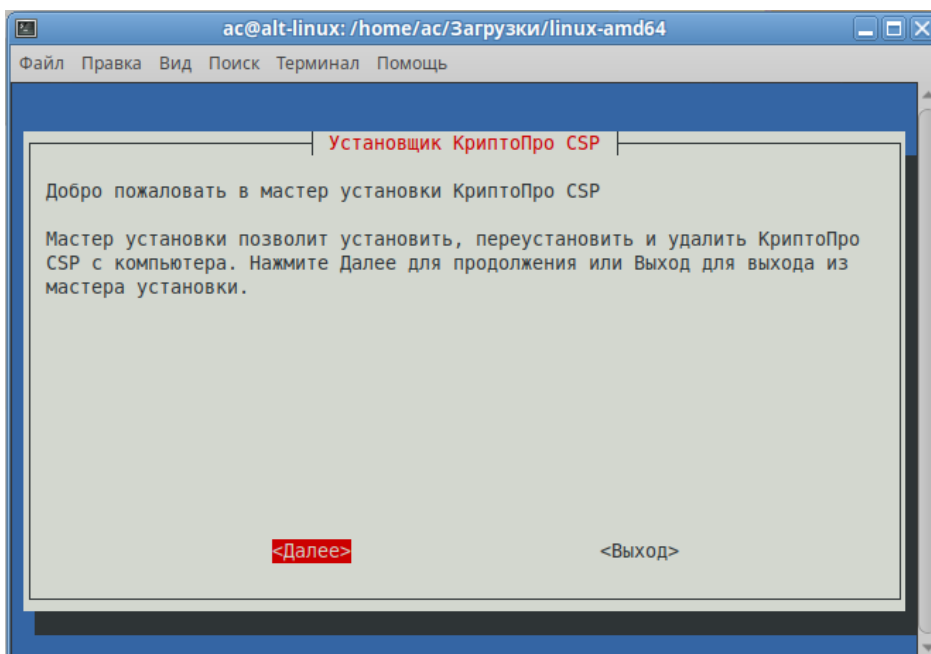 ac@alt-linux: /home/ac/Загрузки/linux-amd64
Файл Правка Вид Поиск Терминал Помощь
Установщик КриптоПро CSP
Добро пожаловать в мастер установки КриптоПро CSP
Мастер установки позволит установить, переустановить и удалить КриптоПро
CSP с компьютера. Нажмите Далее для продолжения или Выход для выхода из
мастера установки.
<Далее> <Выход>